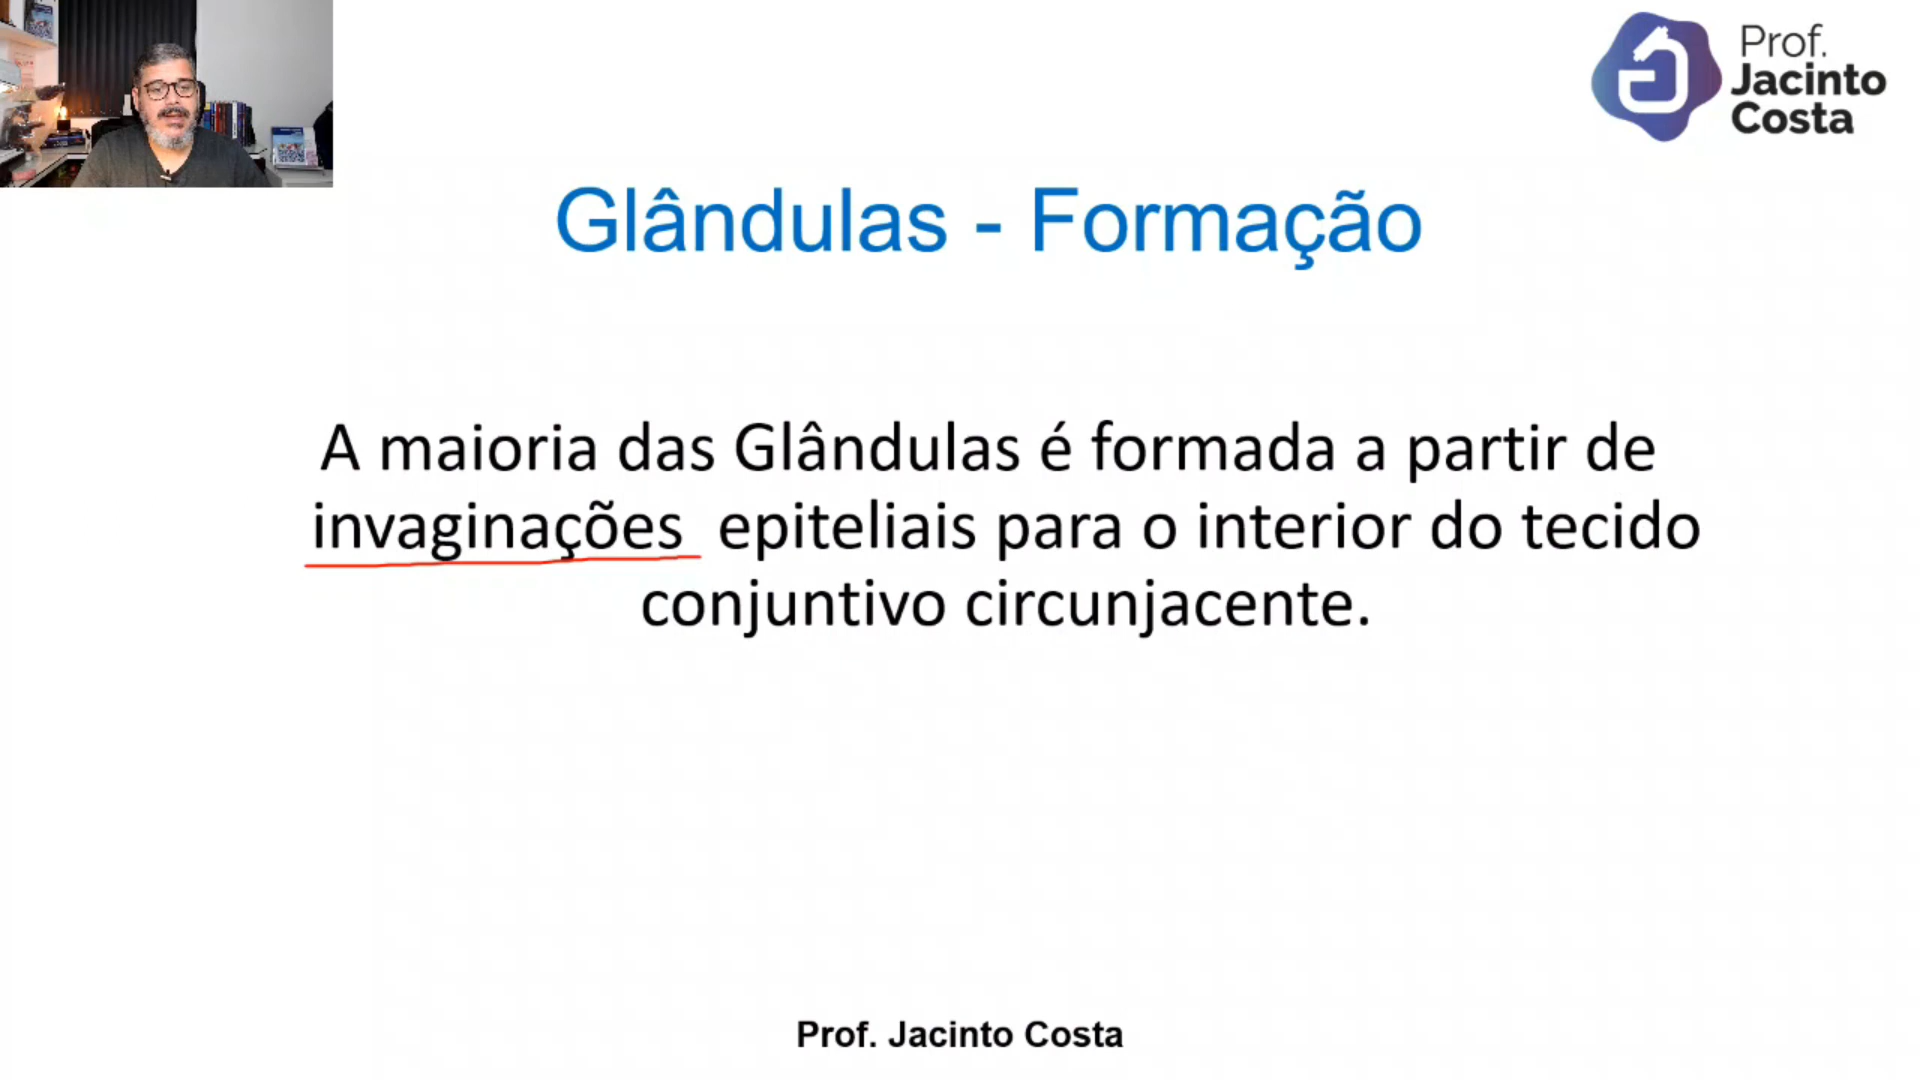 Prof.
Jacinto
Costa
Glândulas - Formação
A maioria das Glândulas é formada a partir de
invaginações epiteliais para o interior do tecido
conjuntivo circunjacente.
Prof. Jacinto Costa